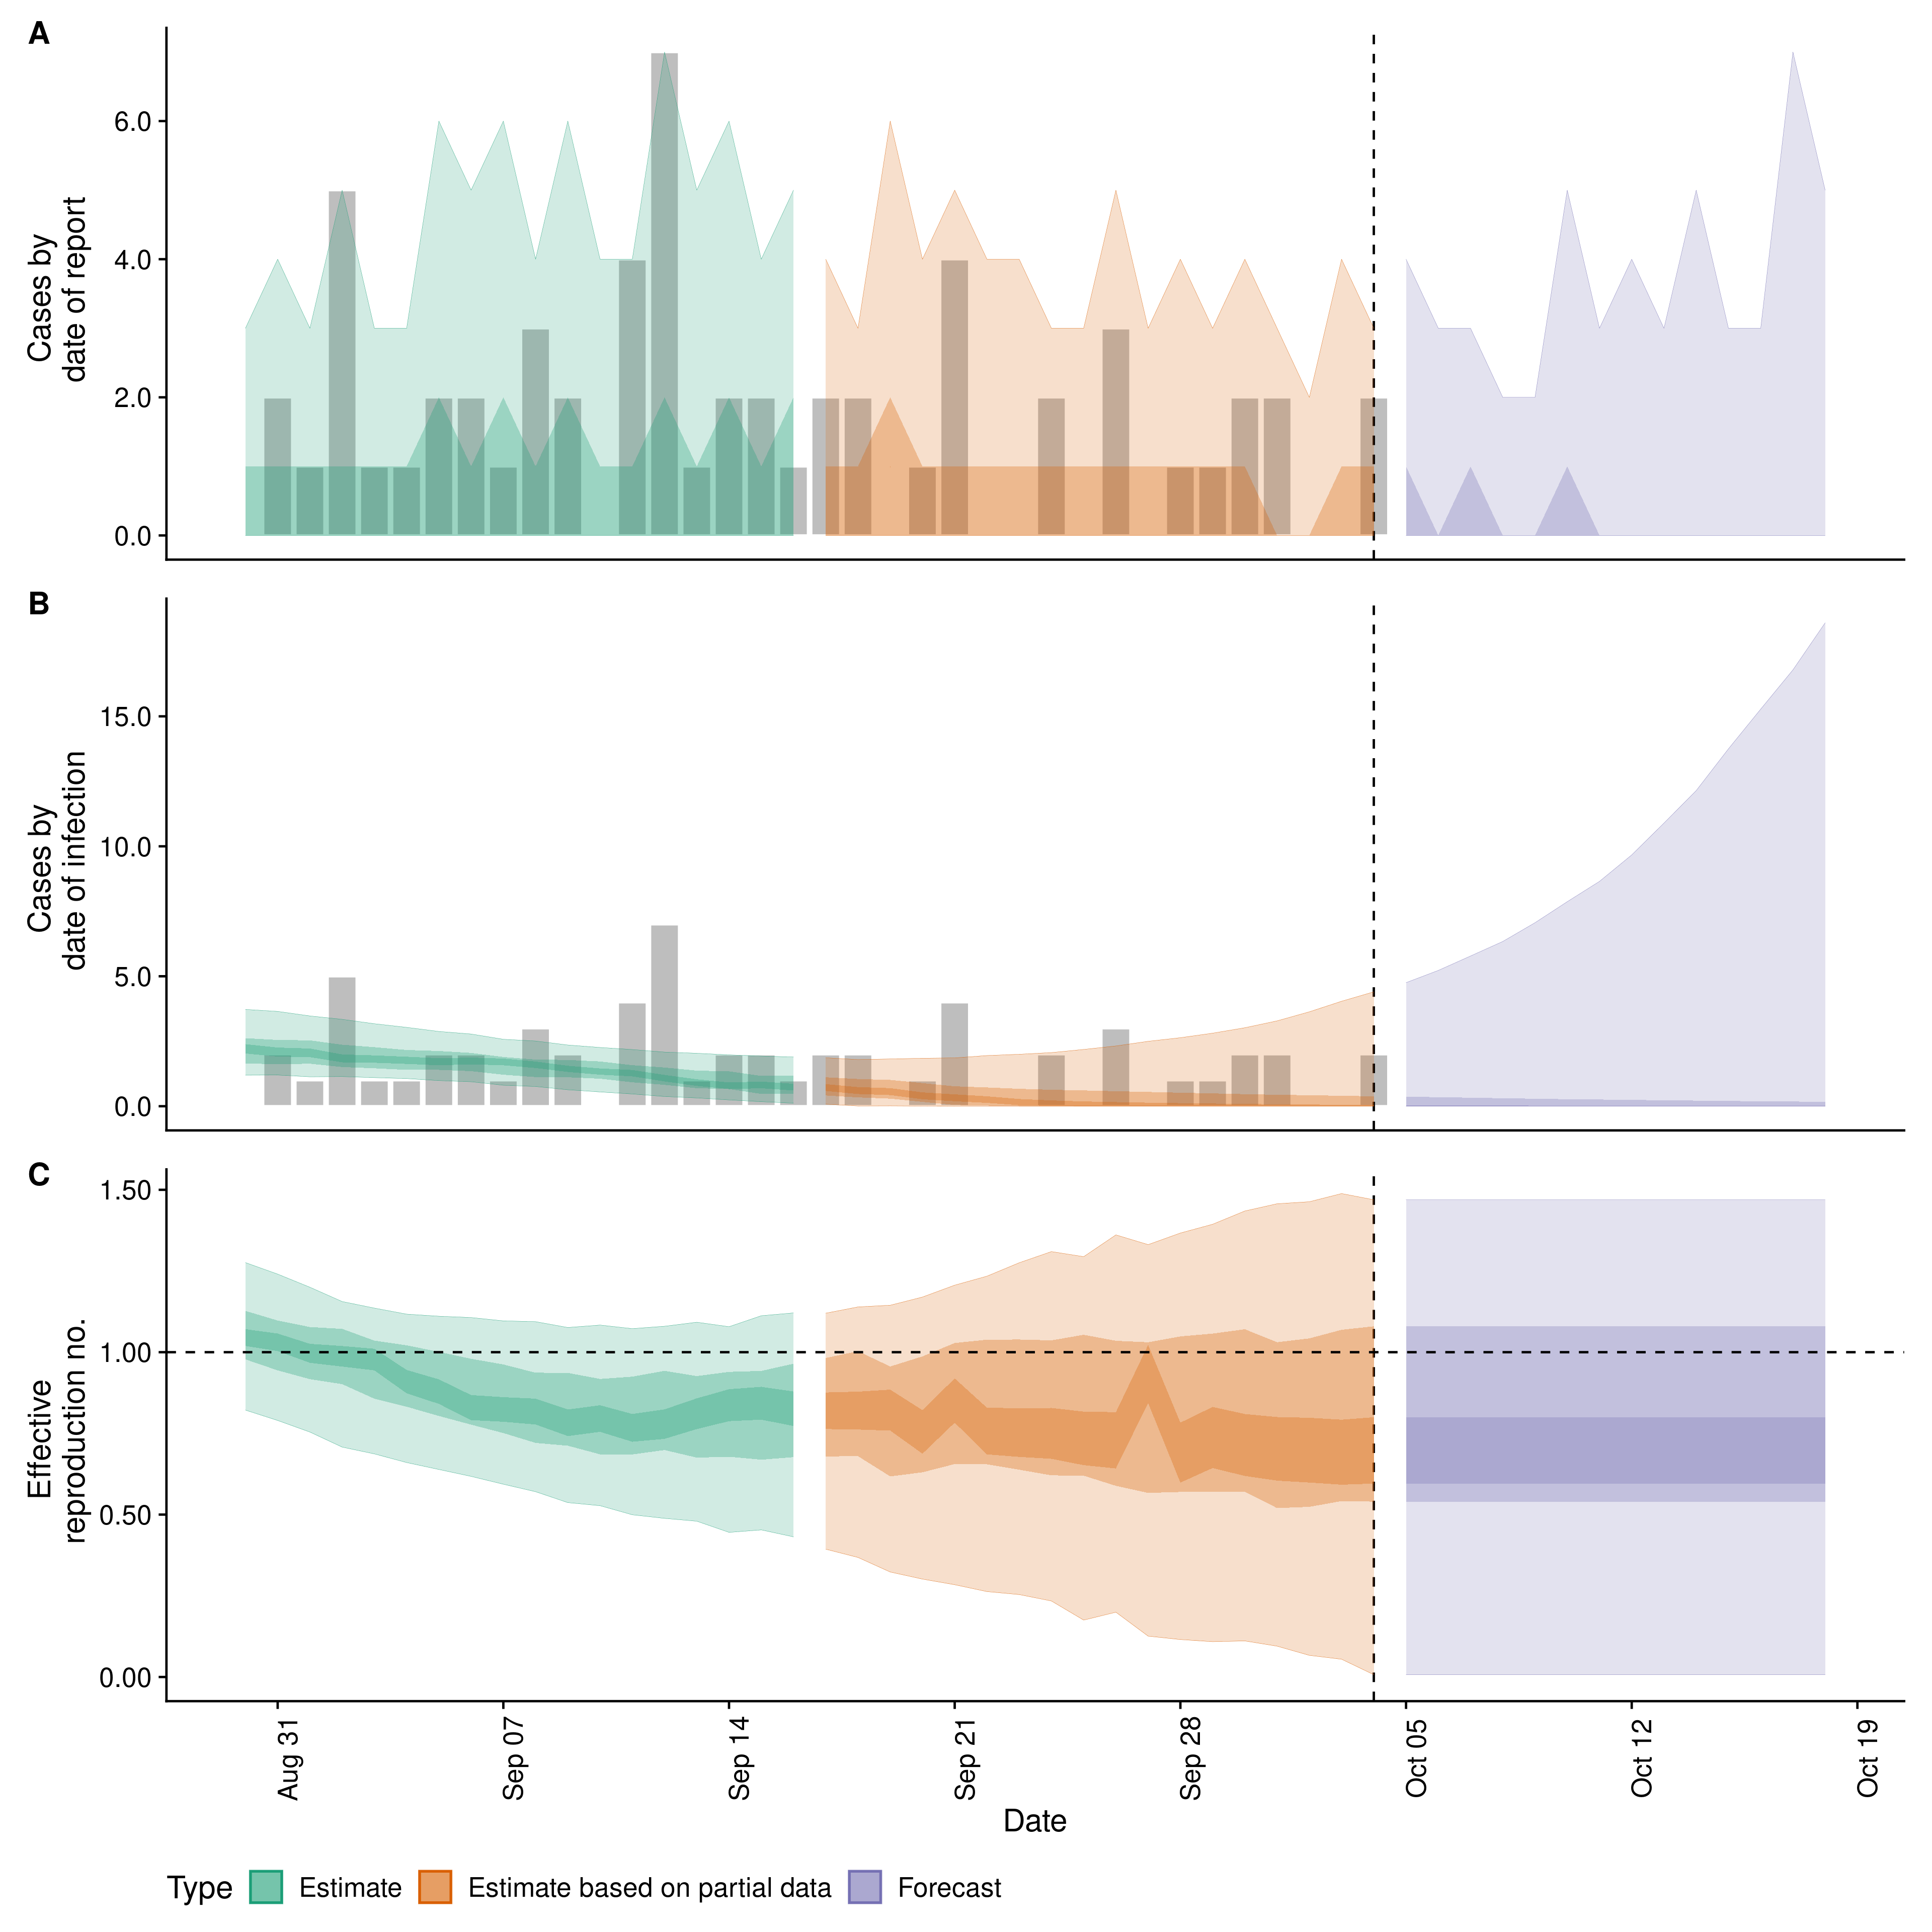 A
Cases by
date of report
6.0
4.0
2.0
0.0
B
Cases by
date of infection
15.0
10.0
5.0
0.0
C
Effective
reproduction no.
1.50
1.00
0.50
0.00
Aug 31
Sep 07
Sep 14
Sep 21
Sep 28
Oct 05
Oct 12
Oct 19
Date
Type Estimate Estimate based on partial data Forecast